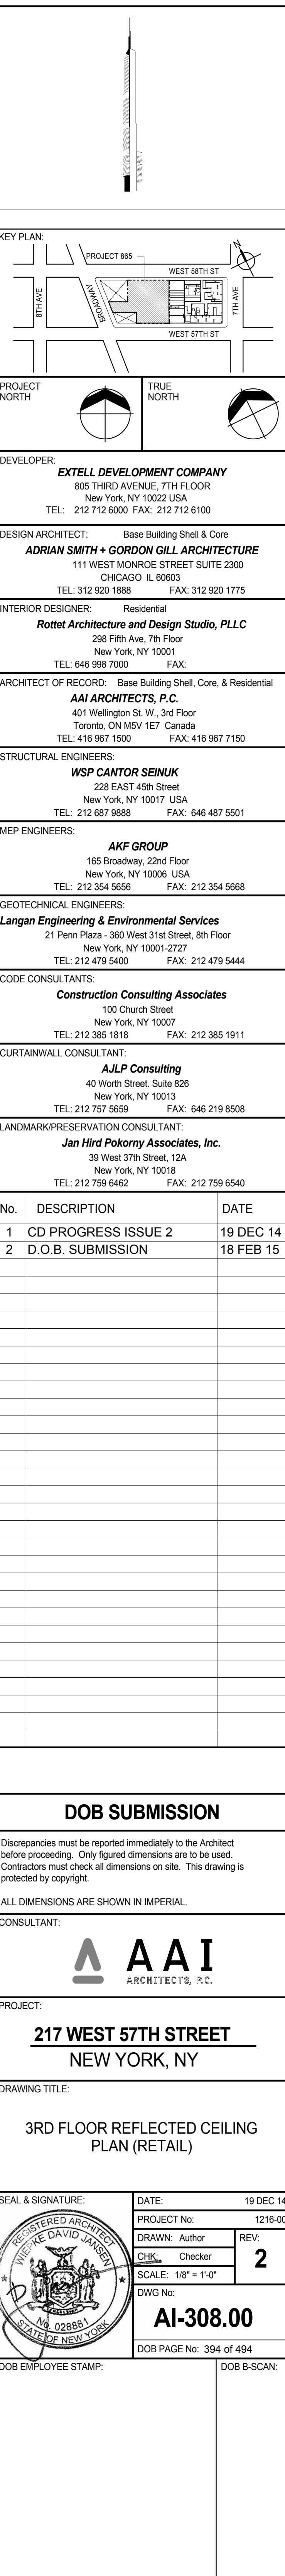 KEY PLAN:
PROJECT 865
N
WEST 58TH ST
8TH AVE
BROADWAY
7TH AVE
WEST 57TH ST
PROJECT
NORTH
TRUE
NORTH
DEVELOPER:
EXTELL DEVELOPMENT COMPANY
805 THIRD AVENUE, 7TH FLOOR
New York, NY 10022 USA
TEL: 212 712 6000 FAX: 212 712 6100
DESIGN ARCHITECT: Base Building Shell & Core
ADRIAN SMITH + GORDON GILL ARCHITECTURE
111 WEST MONROE STREET SUITE 2300
CHICAGO IL 60603
TEL: 312 920 1888 FAX: 312 920 1775
INTERIOR DESIGNER: Residential
Rottet Architecture and Design Studio, PLLC
298 Fifth Ave, 7th Floor
New York, NY 10001
TEL: 646 998 7000 FAX:
ARCHITECT OF RECORD: Base Building Shell, Core, & Residential
AAI ARCHITECTS, P.C.
401 Wellington St. W., 3rd Floor
Toronto, ON M5V 1E7 Canada
TEL: 416 967 1500 FAX: 416 967 7150
STRUCTURAL ENGINEERS:
WSP CANTOR SEINUK
228 EAST 45th Street
New York, NY 10017 USA
TEL: 212 687 9888 FAX: 646 487 5501
MEP ENGINEERS:
AKF GROUP
165 Broadway, 22nd Floor
New York, NY 10006 USA
TEL: 212 354 5656 FAX: 212 354 5668
GEOTECHNICAL ENGINEERS:
Langan Engineering & Environmental Services
21 Penn Plaza - 360 West 31st Street, 8th Floor
New York, NY 10001-2727
TEL: 212 479 5400 FAX: 212 479 5444
CODE CONSULTANTS:
Construction Consulting Associates
100 Church Street
New York, NY 10007
TEL: 212 385 1818 FAX: 212 385 1911
CURTAINWALL CONSULTANT:
AJLP Consulting
40 Worth Street. Suite 826
New York, NY 10013
TEL: 212 757 5659 FAX: 646 219 8508
LANDMARK/PRESERVATION CONSULTANT:
Jan Hird Pokorny Associates, Inc.
39 West 37th Street, 12A
New York, NY 10018
TEL: 212 759 6462 FAX: 212 759 6540
No. DESCRIPTION DATE
1 CD PROGRESS ISSUE 2 19 DEC 14
2 D.O.B. SUBMISSION 18 FEB 15
DOB SUBMISSION
Discrepancies must be reported immediately to the Architect
before proceeding. Only figured dimensions are to be used.
Contractors must check all dimensions on site. This drawing is
protected by copyright.
ALL DIMENSIONS ARE SHOWN IN IMPERIAL.
CONSULTANT:
AAI
ARCHITECTS, P.C.
PROJECT:
217 WEST 57TH STREET
NEW YORK, NY
DRAWING TITLE:
3RD FLOOR REFLECTED CEILING
PLAN (RETAIL)
SEAL & SIGNATURE:
REGISTERED ARCHITECT
DAVID JANSEN
No. 028881
STATE OF NEW YORK
DATE: 19 DEC 14
PROJECT No: 1216-00
DRAWN: Author
CHK: Checker
SCALE: 1/8" = 1'-0"
REV:
2
DWG No:
AI-308.00
DOB PAGE No: 394 of 494
DOB EMPLOYEE STAMP:
DOB B-SCAN: